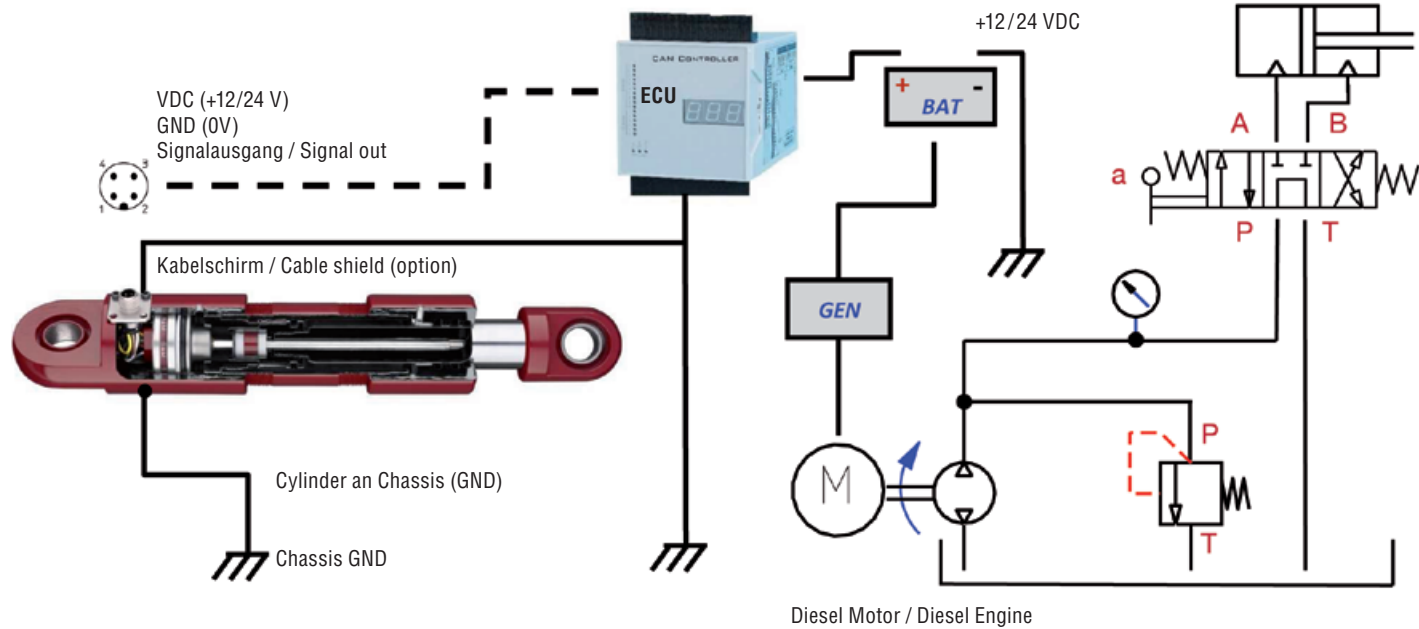 +12/24 VDC
CAN CONTROLLER
ECU
888
+ -
BAT
VDC (+12/24 V)
GND (0V)
Signalausgang / Signal out
4 3
1 2
A B
a
P T
Kabelschirm / Cable shield (option)
GEN
P
M
Cylinder an Chassis (GND)
T
Chassis GND
Diesel Motor / Diesel Engine